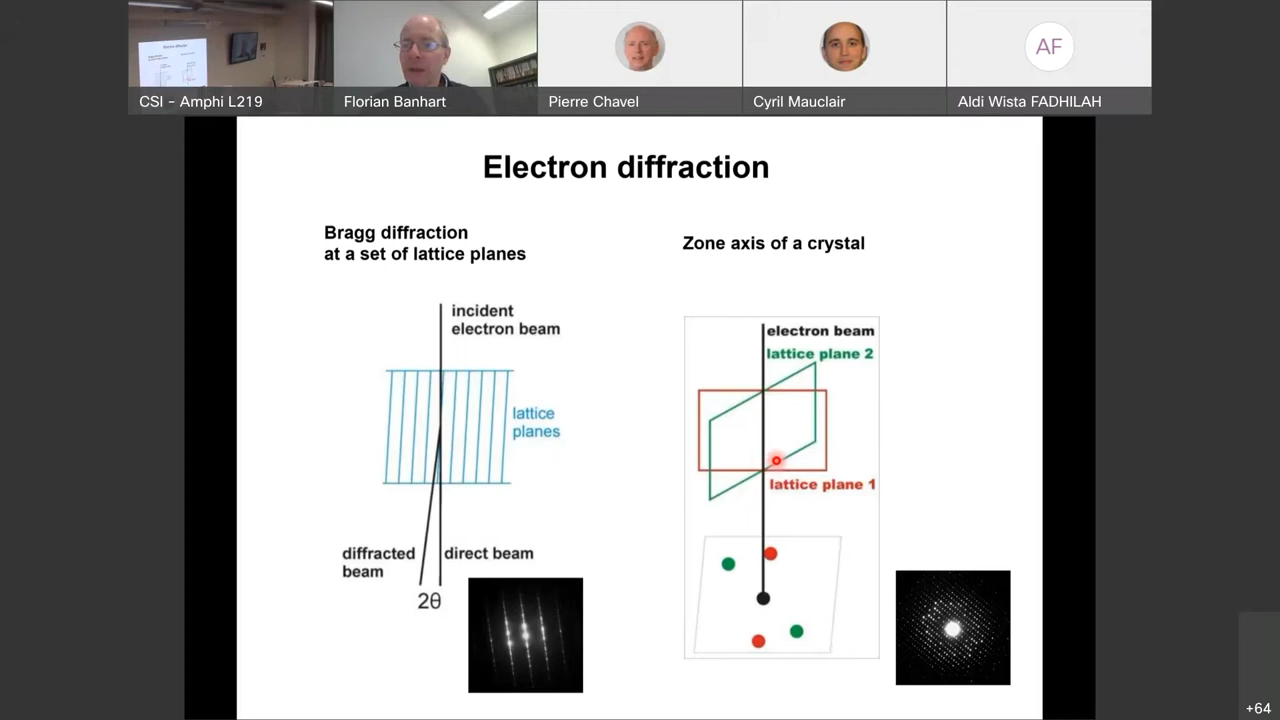 CSI - Amphi L219
Florian Banhart
Pierre Chavel
Cyril Mauclair
AF
Aldi Wista FADHILAH
Electron diffraction
Bragg diffraction
at a set of lattice planes
incident
electron beam
lattice
planes
diffracted
beam
direct beam
2θ
Zone axis of a crystal
electron beam
lattice plane 2
lattice plane 1
+64